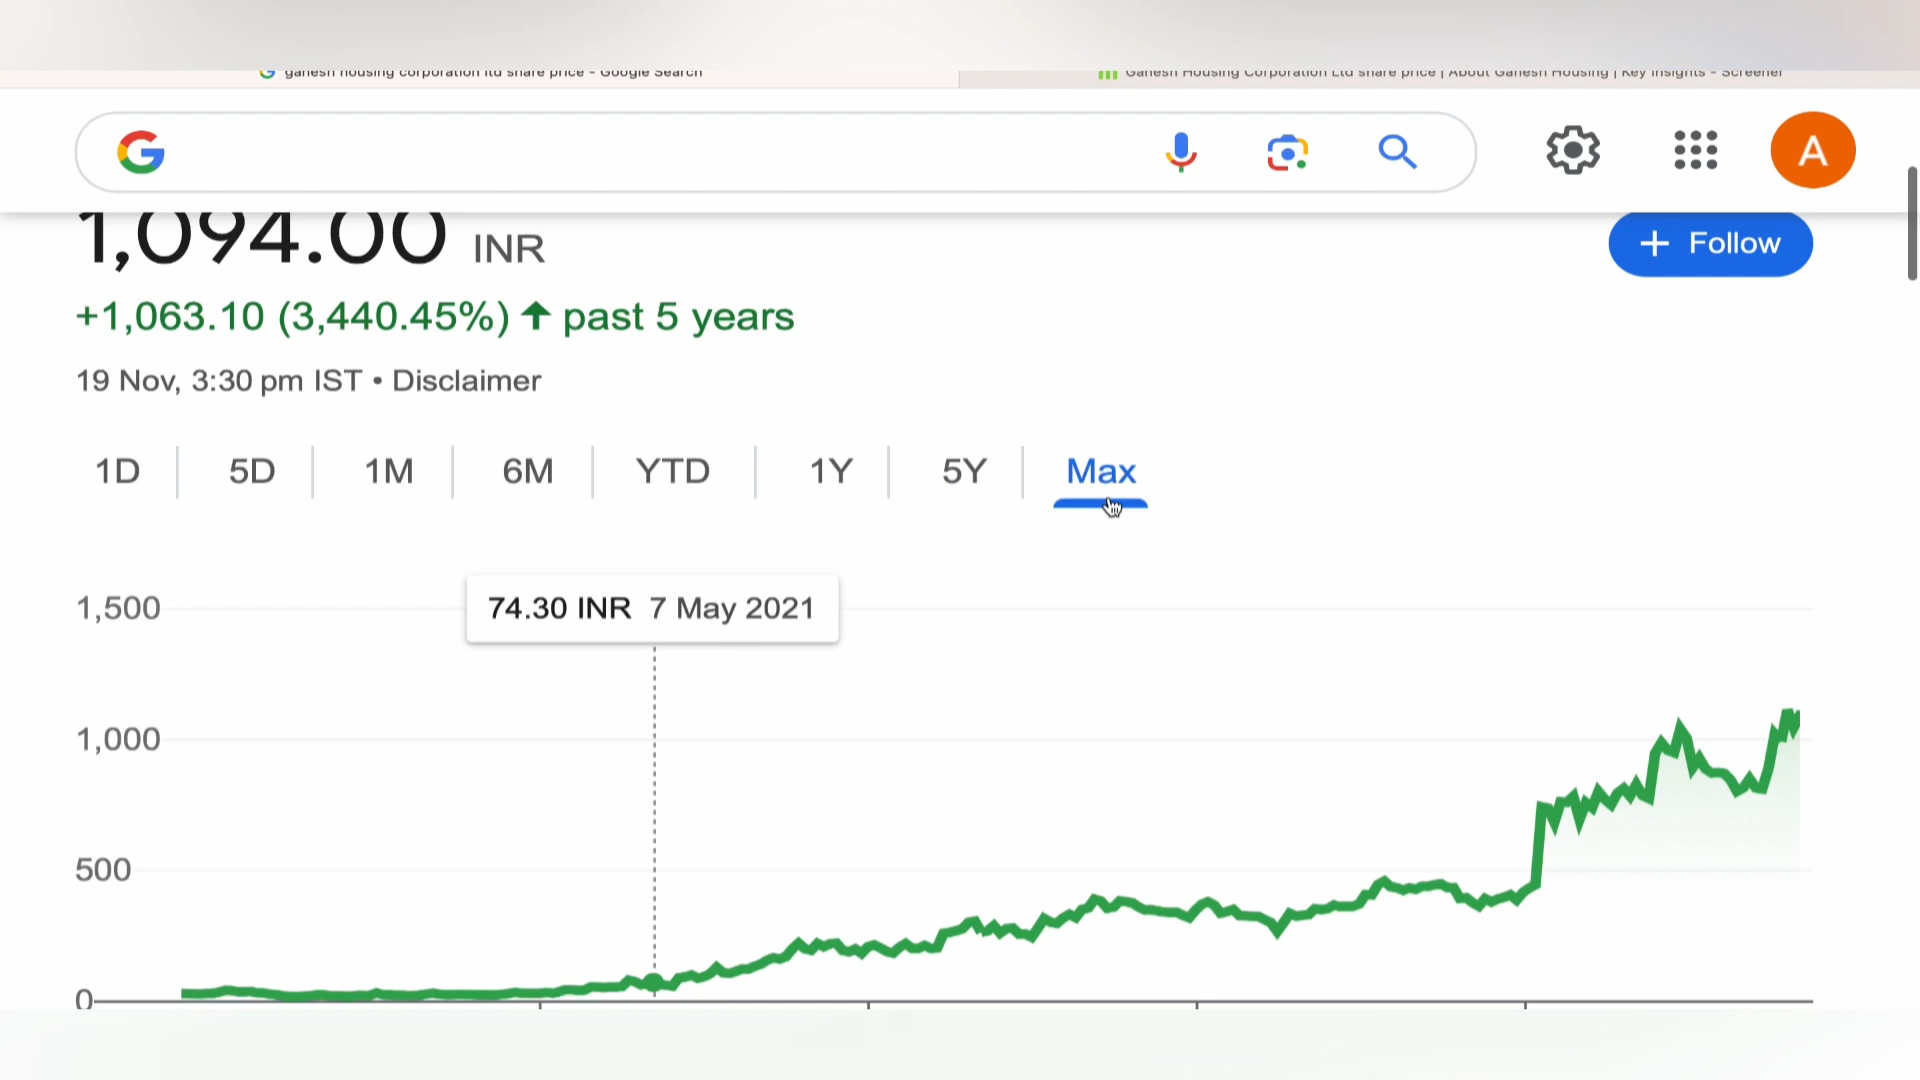 ganesh housing corporation ltd share price - Google Search
Ganesh Housing Corporation Ltd share price | About Ganesh Housing | Key Insights - Screener
A
1,094.00 INR
+ Follow
+1,063.10 (3,440.45%) ↑ past 5 years
19 Nov, 3:30 pm IST • Disclaimer
1D 5D 1M 6M YTD 1Y 5Y Max
74.30 INR 7 May 2021
1,500
1,000
500
0